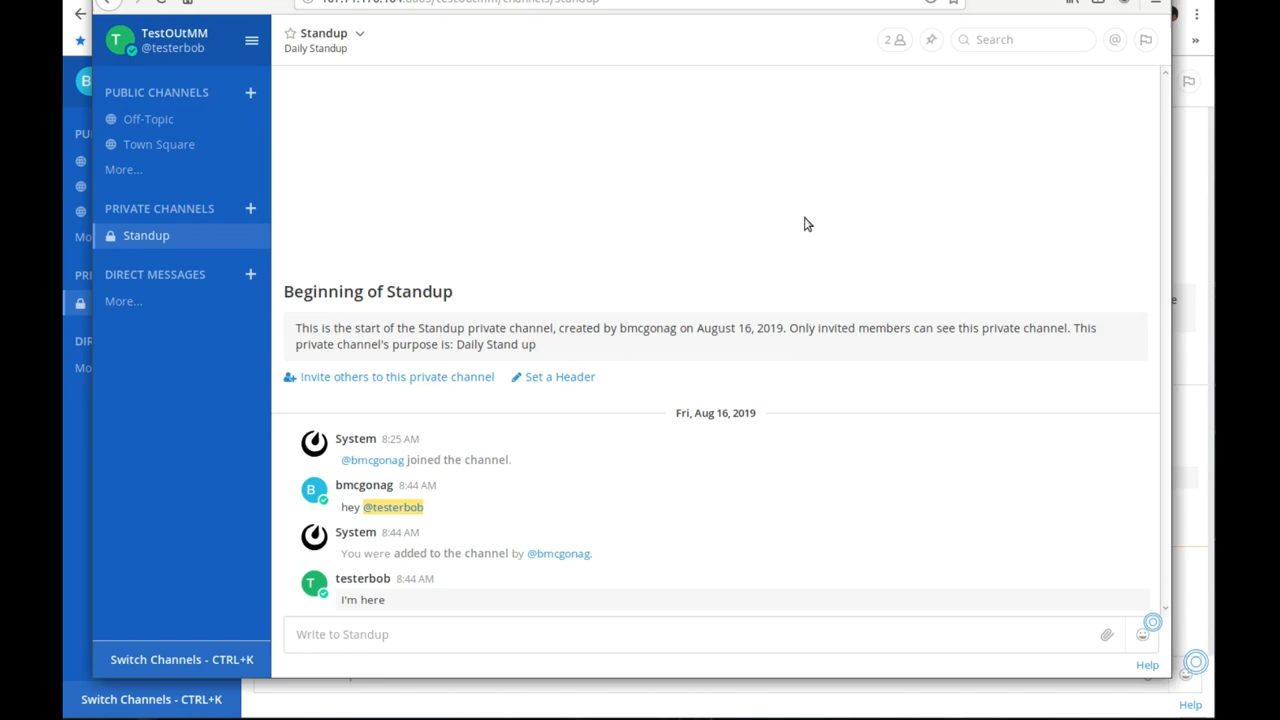 TestOUtMM
@testerbob
Standup
Daily Standup
2
Search
@
PUBLIC CHANNELS
Off-Topic
Town Square
More...
PRIVATE CHANNELS
Standup
DIRECT MESSAGES
More...
Beginning of Standup
This is the start of the Standup private channel, created by bmcgonag on August 16, 2019. Only invited members can see this private channel. This
private channel's purpose is: Daily Stand up
Invite others to this private channel
Set a Header
Fri, Aug 16, 2019
System 8:25 AM
@bmcgonag joined the channel.
B
bmcgonag 8:44 AM
hey @testerbob
System 8:44 AM
You were added to the channel by @bmcgonag.
T
testerbob 8:44 AM
I'm here
Write to Standup
Help
Switch Channels - CTRL+K
Switch Channels - CTRL+K
Help